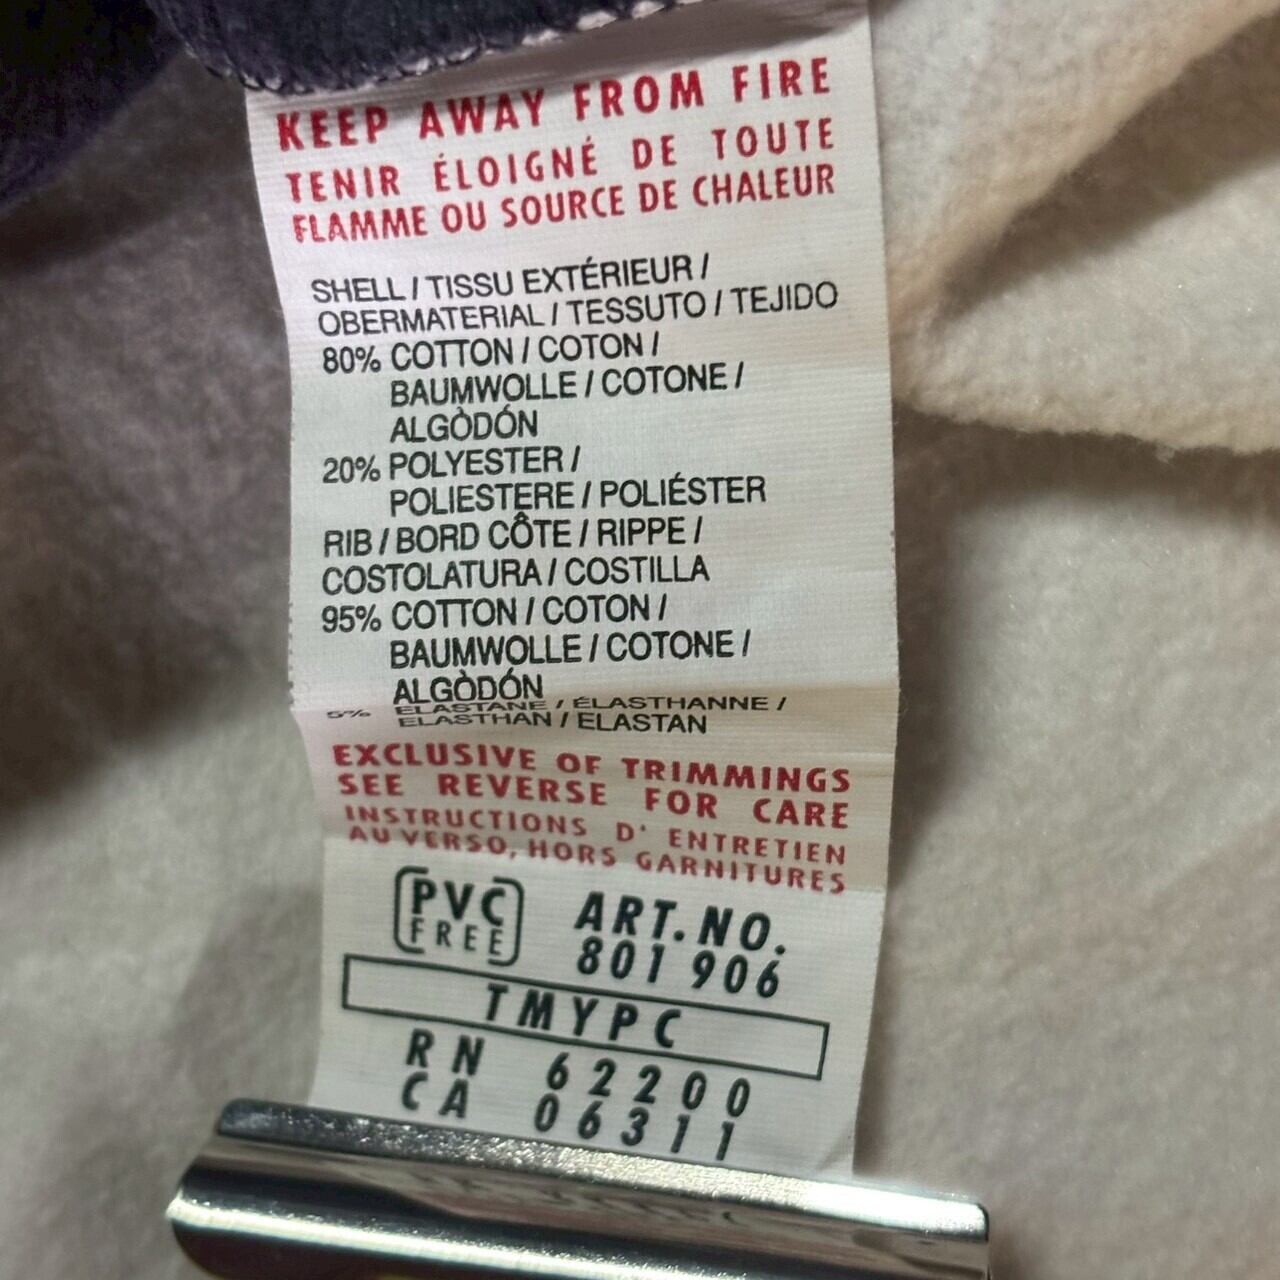 KEEP AWAY FROM FIRE
TENIR ÉLOIGNÉ DE TOUTE
FLAMME OU SOURCE DE CHALEUR
SHELL / TISSU EXTÉRIEUR /
OBERMATERIAL / TESSUTO / TEJIDO
80% COTTON / COTON /
BAUMWOLLE / COTONE /
ALGÒDÓN
20% POLYESTER /
POLIESTERE / POLIÉSTER
RIB / BORD CÔTE / RIPPE /
COSTOLATURA / COSTILLA
95% COTTON / COTON /
BAUMWOLLE / COTONE /
ALGÒDÓN
5% ELASTANE / ÉLASTHANNE /
ELASTHAN / ELASTAN
EXCLUSIVE OF TRIMMINGS
SEE REVERSE FOR CARE
INSTRUCTIONS D' ENTRETIEN
AU VERSO, HORS GARNITURES
PVC
FREE
ART.NO.
801 906
TMYPC
RN 62200
CA 06311